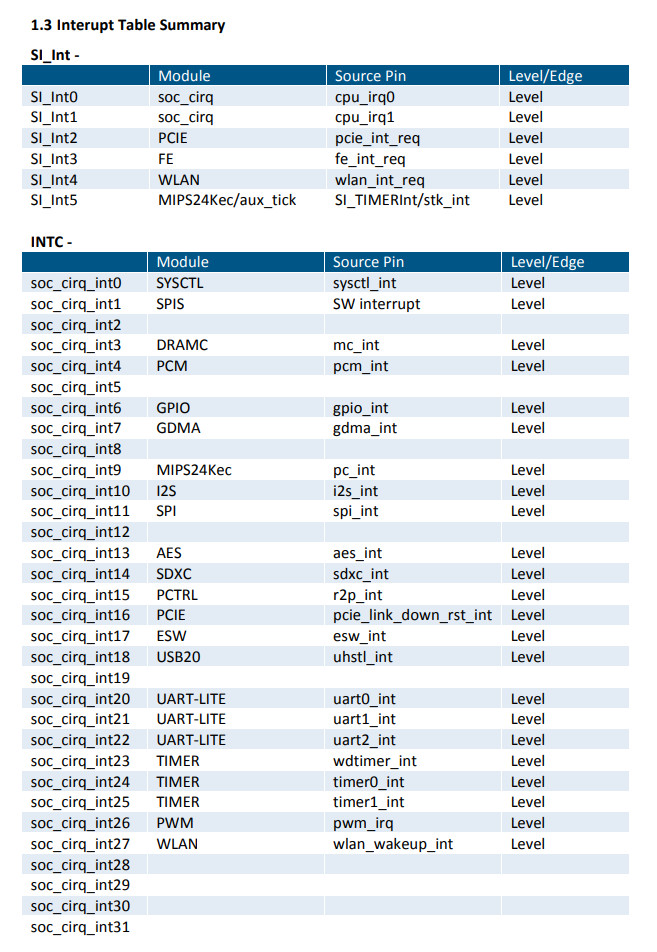 1.3 Interupt Table Summary
SI_Int -
Module Source Pin Level/Edge
SI_Int0 soc_cirq cpu_irq0 Level
SI_Int1 soc_cirq cpu_irq1 Level
SI_Int2 PCIE pcie_int_req Level
SI_Int3 FE fe_int_req Level
SI_Int4 WLAN wlan_int_req Level
SI_Int5 MIPS24Kec/aux_tick SI_TIMERInt/stk_int Level
INTC -
Module Source Pin Level/Edge
soc_cirq_int0 SYSCTL sysctl_int Level
soc_cirq_int1 SPIS SW interrupt Level
soc_cirq_int2
soc_cirq_int3 DRAMC mc_int Level
soc_cirq_int4 PCM pcm_int Level
soc_cirq_int5
soc_cirq_int6 GPIO gpio_int Level
soc_cirq_int7 GDMA gdma_int Level
soc_cirq_int8
soc_cirq_int9 MIPS24Kec pc_int Level
soc_cirq_int10 I2S i2s_int Level
soc_cirq_int11 SPI spi_int Level
soc_cirq_int12
soc_cirq_int13 AES aes_int Level
soc_cirq_int14 SDXC sdxc_int Level
soc_cirq_int15 PCTRL r2p_int Level
soc_cirq_int16 PCIE pcie_link_down_rst_int Level
soc_cirq_int17 ESW esw_int Level
soc_cirq_int18 USB20 uhstl_int Level
soc_cirq_int19
soc_cirq_int20 UART-LITE uart0_int Level
soc_cirq_int21 UART-LITE uart1_int Level
soc_cirq_int22 UART-LITE uart2_int Level
soc_cirq_int23 TIMER wdtimer_int Level
soc_cirq_int24 TIMER timer0_int Level
soc_cirq_int25 TIMER timer1_int Level
soc_cirq_int26 PWM pwm_irq Level
soc_cirq_int27 WLAN wlan_wakeup_int Level
soc_cirq_int28
soc_cirq_int29
soc_cirq_int30
soc_cirq_int31